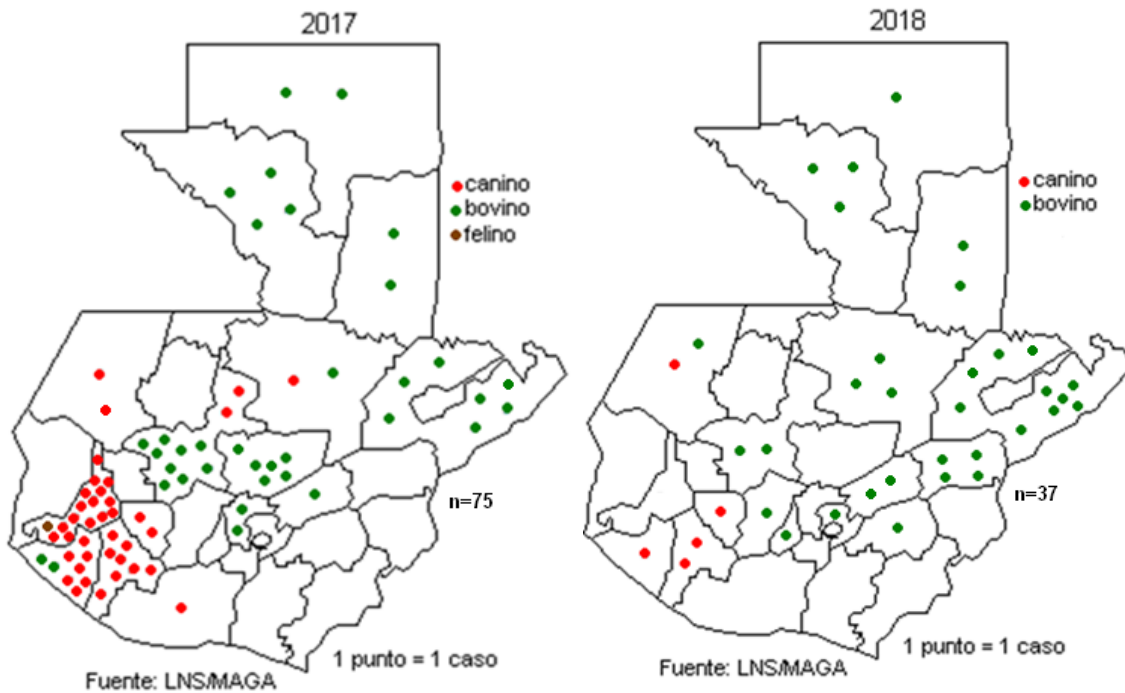 2017
canino
bovino
felino
n=75
1 punto = 1 caso
Fuente: LNS/MAGA
2018
canino
bovino
n=37
1 punto = 1 caso
Fuente: LNS/MAGA